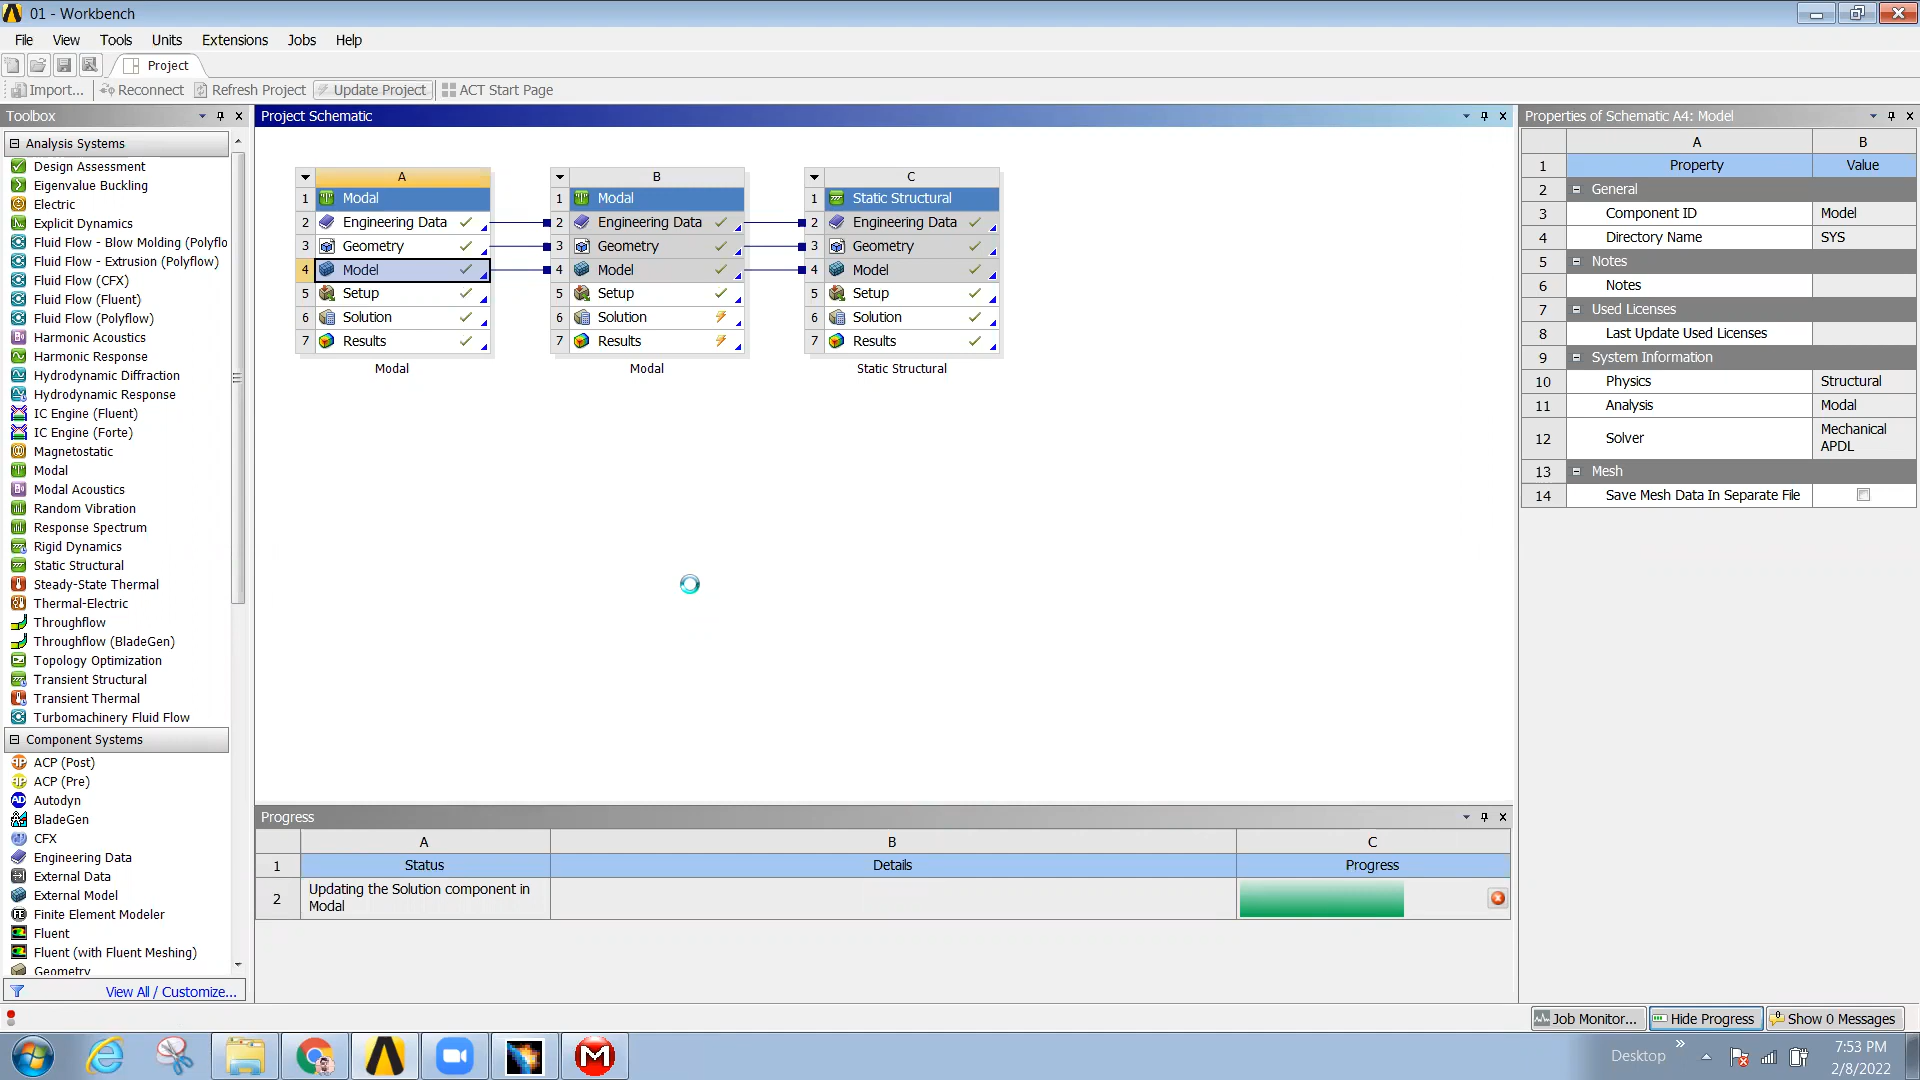 01 - Workbench
File View Tools Units Extensions Jobs Help
Project
Import... Reconnect Refresh Project Update Project ACT Start Page
Toolbox
Analysis Systems
Design Assessment
Eigenvalue Buckling
Electric
Explicit Dynamics
Fluid Flow - Blow Molding (Polyflo
Fluid Flow - Extrusion (Polyflow)
Fluid Flow (CFX)
Fluid Flow (Fluent)
Fluid Flow (Polyflow)
Harmonic Acoustics
Harmonic Response
Hydrodynamic Diffraction
Hydrodynamic Response
IC Engine (Fluent)
IC Engine (Forte)
Magnetostatic
Modal
Modal Acoustics
Random Vibration
Response Spectrum
Rigid Dynamics
Static Structural
Steady-State Thermal
Thermal-Electric
Throughflow
Throughflow (BladeGen)
Topology Optimization
Transient Structural
Transient Thermal
Turbomachinery Fluid Flow
Component Systems
ACP (Post)
ACP (Pre)
Autodyn
BladeGen
CFX
Engineering Data
External Data
External Model
Finite Element Modeler
Fluent
Fluent (with Fluent Meshing)
Geometry
View All / Customize...
Project Schematic
A
1 Modal
2 Engineering Data
3 Geometry
4 Model
5 Setup
6 Solution
7 Results
Modal
B
1 Modal
2 Engineering Data
3 Geometry
4 Model
5 Setup
6 Solution
7 Results
Modal
C
1 Static Structural
2 Engineering Data
3 Geometry
4 Model
5 Setup
6 Solution
7 Results
Static Structural
Progress
A B C
1 Status Details Progress
2 Updating the Solution component in
Modal
Properties of Schematic A4: Model
A B
1 Property Value
2 General
3 Component ID Model
4 Directory Name SYS
5 Notes
6 Notes
7 Used Licenses
8 Last Update Used Licenses
9 System Information
10 Physics Structural
11 Analysis Modal
12 Solver Mechanical
APDL
13 Mesh
14 Save Mesh Data In Separate File
Job Monitor... Hide Progress Show 0 Messages
Desktop
7:53 PM
2/8/2022